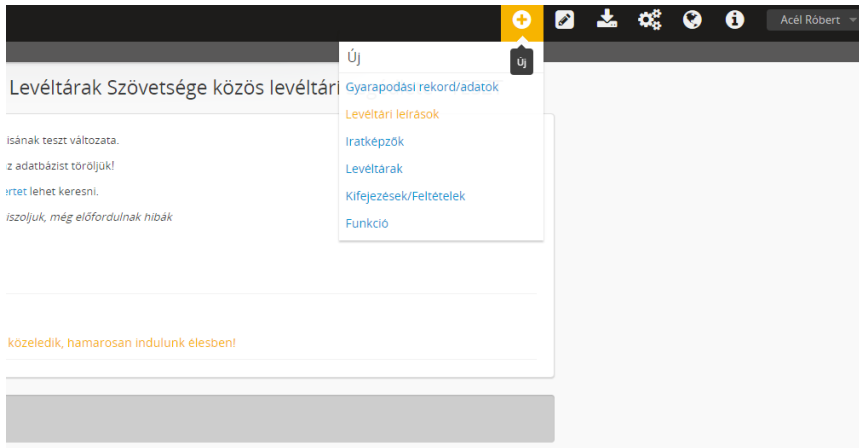 Acél Róbert
Új
Új
Levéltárak Szövetsége közös levéltári
Gyarapodási rekord/adatok
Levéltári leírások
Iratképzők
Levéltárak
Kifejezések/Feltételek
Funkció
isának teszt változata.
z adatbázist töröljük!
ertet lehet keresni.
iszoljuk, még előfordulnak hibák
közeledik, hamarosan indulunk élesben!